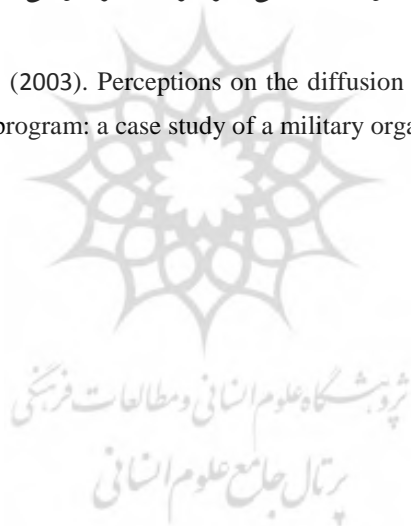 (2003). Perceptions on the diffusion
program: a case study of a military orga
پژوهشگاه علوم انسانی و مطالعات فرهنگی
پرتال جامع علوم انسانی